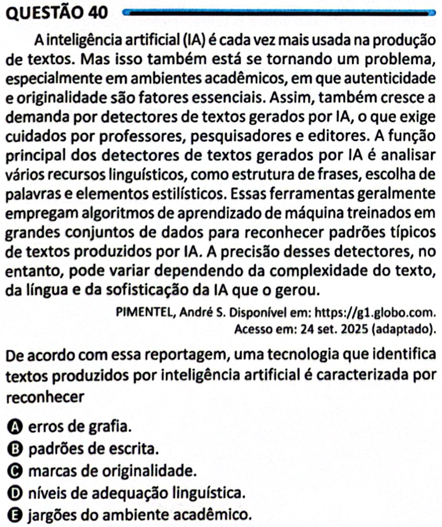 QUESTÃO 40
A inteligência artificial (IA) é cada vez mais usada na produção
de textos. Mas isso também está se tornando um problema,
especialmente em ambientes acadêmicos, em que autenticidade
e originalidade são fatores essenciais. Assim, também cresce a
demanda por detectores de textos gerados por IA, o que exige
cuidados por professores, pesquisadores e editores. A função
principal dos detectores de textos gerados por IA é analisar
vários recursos linguísticos, como estrutura de frases, escolha de
palavras e elementos estilísticos. Essas ferramentas geralmente
empregam algoritmos de aprendizado de máquina treinados em
grandes conjuntos de dados para reconhecer padrões típicos
de textos produzidos por IA. A precisão desses detectores, no
entanto, pode variar dependendo da complexidade do texto,
da língua e da sofisticação da IA que o gerou.
PIMENTEL, André S. Disponível em: https://g1.globo.com.
Acesso em: 24 set. 2025 (adaptado).
De acordo com essa reportagem, uma tecnologia que identifica
textos produzidos por inteligência artificial é caracterizada por
reconhecer
A erros de grafia.
B padrões de escrita.
C marcas de originalidade.
D níveis de adequação linguística.
E jargões do ambiente acadêmico.